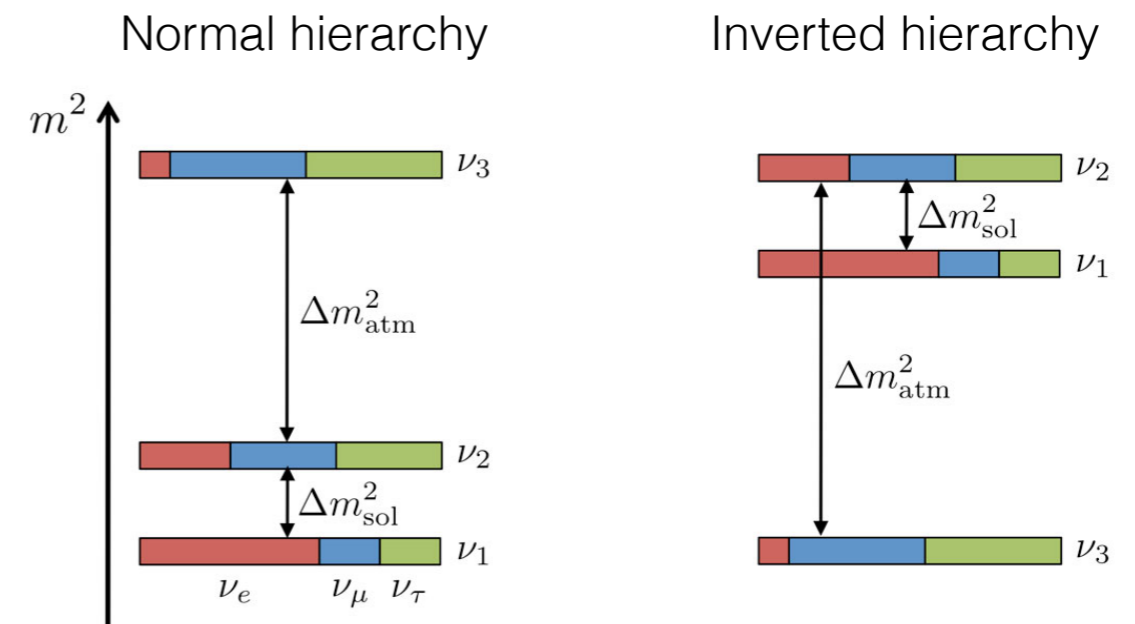 Normal hierarchy
Inverted hierarchy
m²
ν₃
Δm²atm
ν₂
Δm²sol
ν₁
νe νμ ντ
ν₂
Δm²sol
ν₁
Δm²atm
ν₃